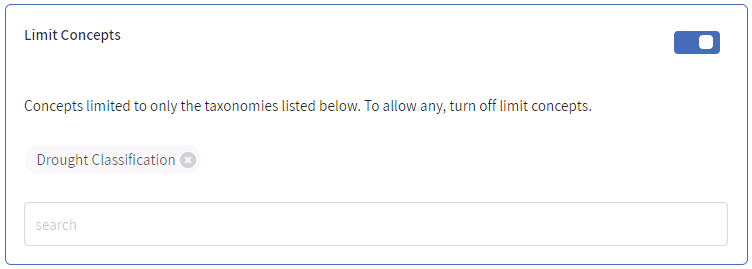 Limit Concepts
Concepts limited to only the taxonomies listed below. To allow any, turn off limit concepts.
Drought Classification
search